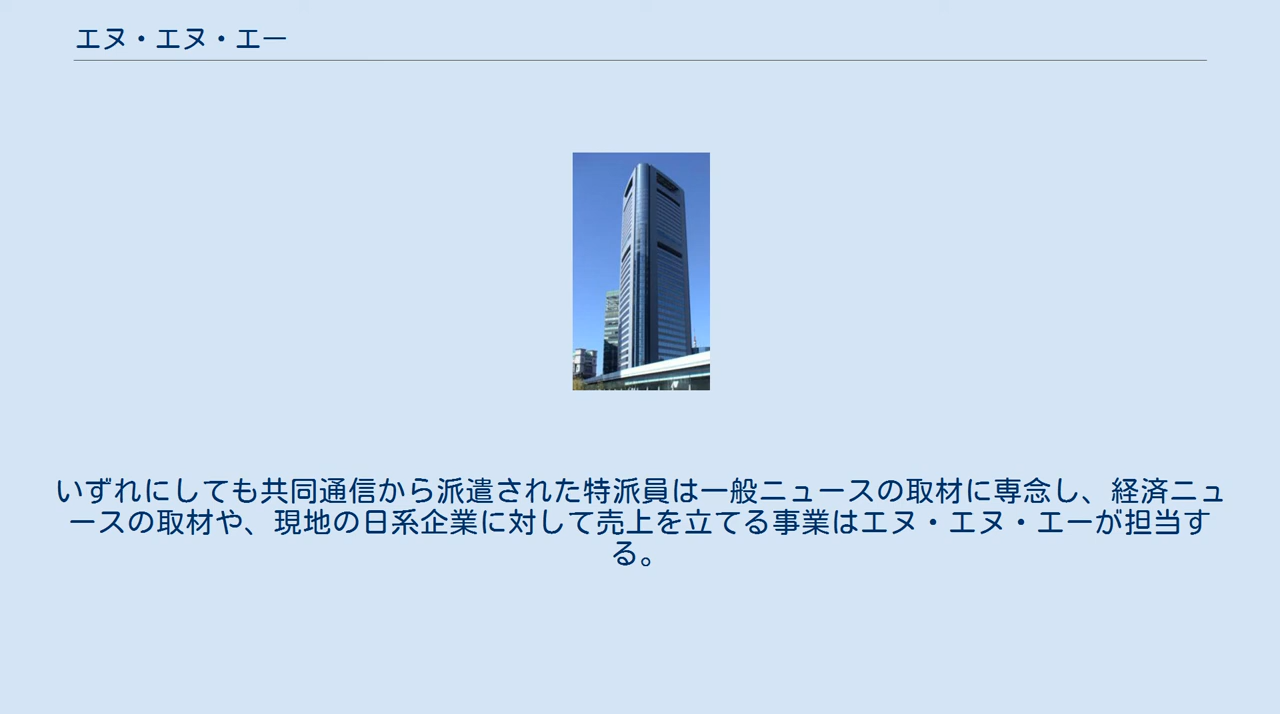 エヌ・エヌ・エー
いずれにしても共同通信から派遣された特派員は一般ニュースの取材に専念し、経済ニュ
ースの取材や、現地の日系企業に対して売上を立てる事業はエヌ・エヌ・エーが担当す
る。